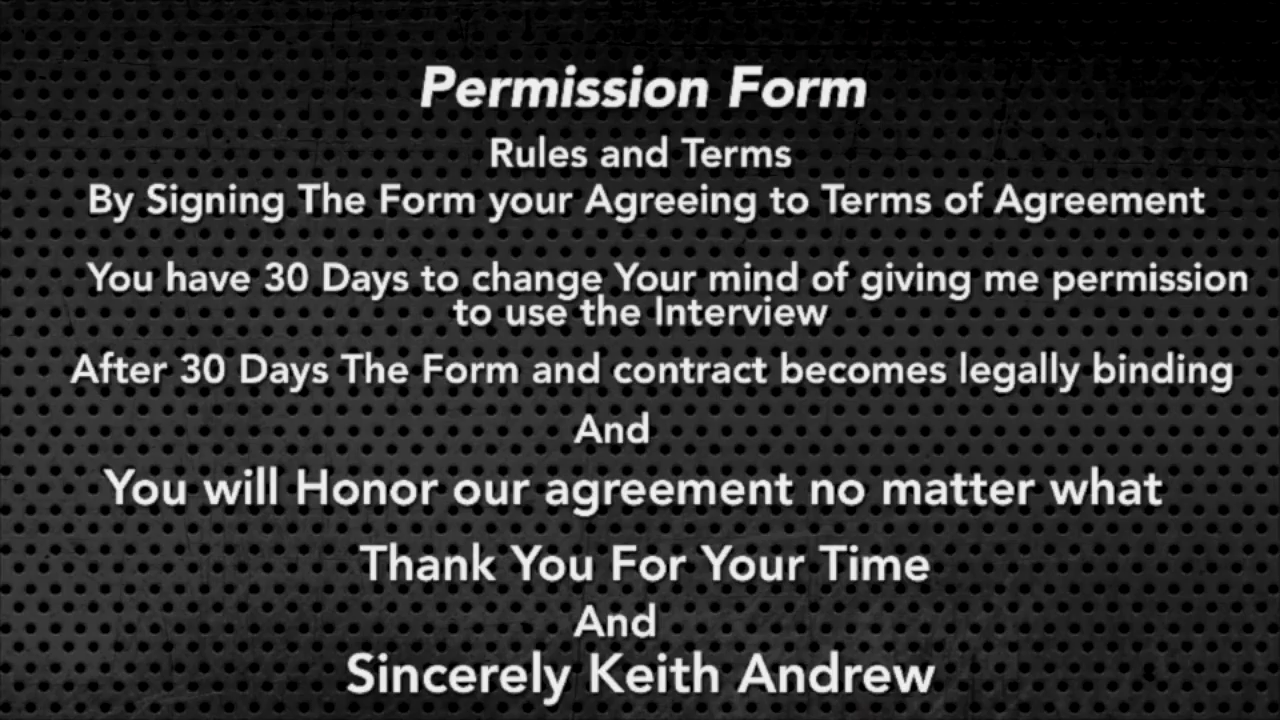 Permission Form
Rules and Terms
By Signing The Form your Agreeing to Terms of Agreement
You have 30 Days to change Your mind of giving me permission
to use the Interview
After 30 Days The Form and contract becomes legally binding
And
You will Honor our agreement no matter what
Thank You For Your Time
And
Sincerely Keith Andrew